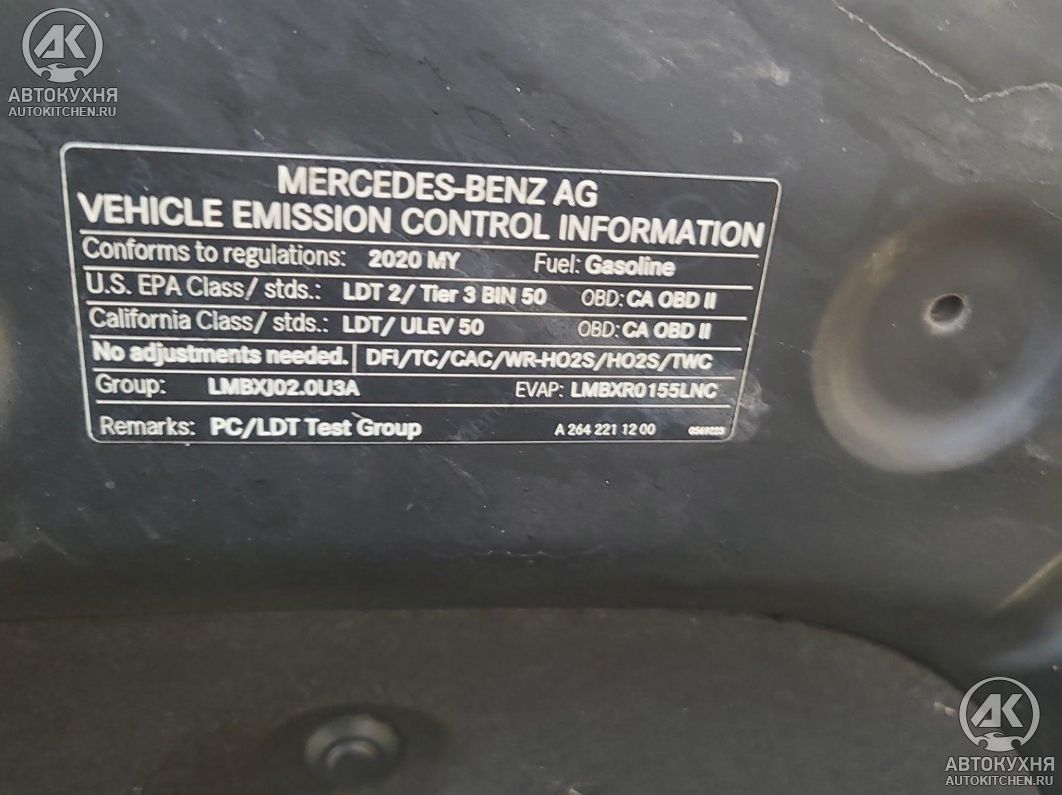 AK
АВТОКУХНЯ
AUTOKITCHEN.RU
MERCEDES-BENZ AG
VEHICLE EMISSION CONTROL INFORMATION
Conforms to regulations: 2020 MY Fuel: Gasoline
U.S. EPA Class/ stds.: LDT 2/ Tier 3 BIN 50 OBD: CA OBD II
California Class/ stds.: LDT/ ULEV 50 OBD: CA OBD II
No adjustments needed. DFI/TC/CAC/WR-HO2S/HO2S/TWC
Group: LMBXJ02.0U3A EVAP: LMBXR0155LNC
Remarks: PC/LDT Test Group A 264 221 12 00
AK
АВТОКУХНЯ
AUTOKITCHEN.RU